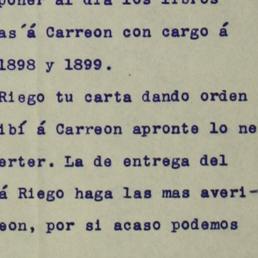 poner al dia los libros
as´á Carreon con cargo á
1898 y 1899.
Riego tu carta dando orden
ibí á Carreon apronte lo ne
erter. La de entrega del
á Riego haga las mas averi-
eon, por si acaso podemos